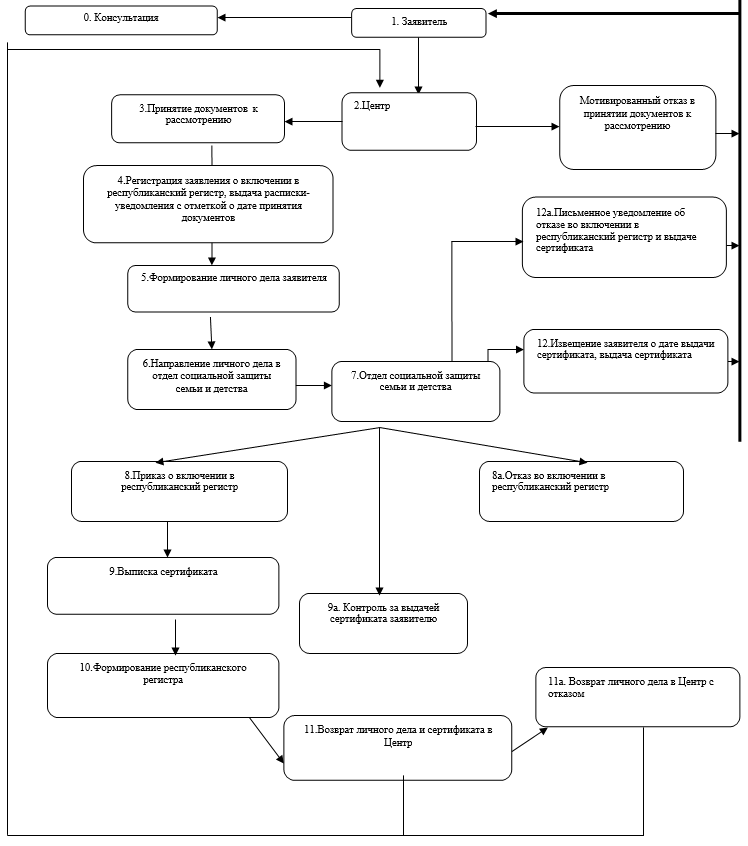 0. Консультация
1. Заявитель
2.Центр
3.Принятие документов к
рассмотрению
Мотивированный отказ в
принятии документов к
рассмотрению
4.Регистрация заявления о включении в
республиканский регистр, выдача расписки-
уведомления с отметкой о дате принятия
документов
12а.Письменное уведомление об
отказе во включении в
республиканский регистр и выдаче
сертификата
5.Формирование личного дела заявителя
6.Направление личного дела в
отдел социальной защиты
семьи и детства
7.Отдел социальной защиты
семьи и детства
12.Извещение заявителя о дате выдачи
сертификата, выдача сертификата
8.Приказ о включении в
республиканский регистр
8а.Отказ во включении в
республиканский регистр
9.Выписка сертификата
9а. Контроль за выдачей
сертификата заявителю
10.Формирование республиканского
регистра
11а. Возврат личного дела в Центр с
отказом
11.Возврат личного дела и сертификата в
Центр